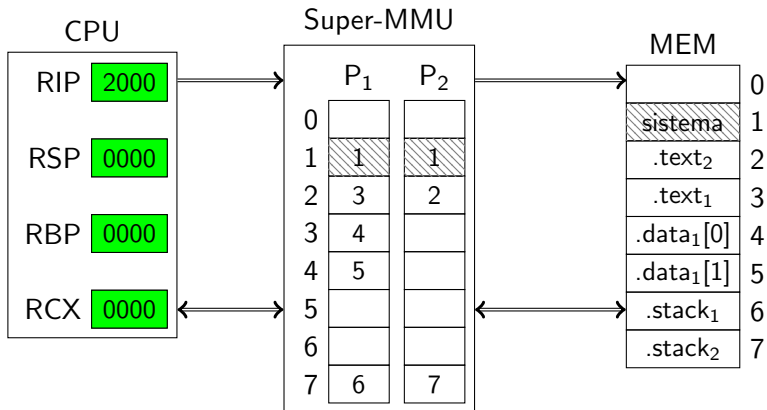 CPU Super-MMU MEM
P1 P2
RIP 2000
RSP 0000
RBP 0000
RCX 0000
0
1 1 1
2 3 2
3 4
4 5
5
6
7 6 7
0
sistema 1
.text2 2
.text1 3
.data1[0] 4
.data1[1] 5
.stack1 6
.stack2 7